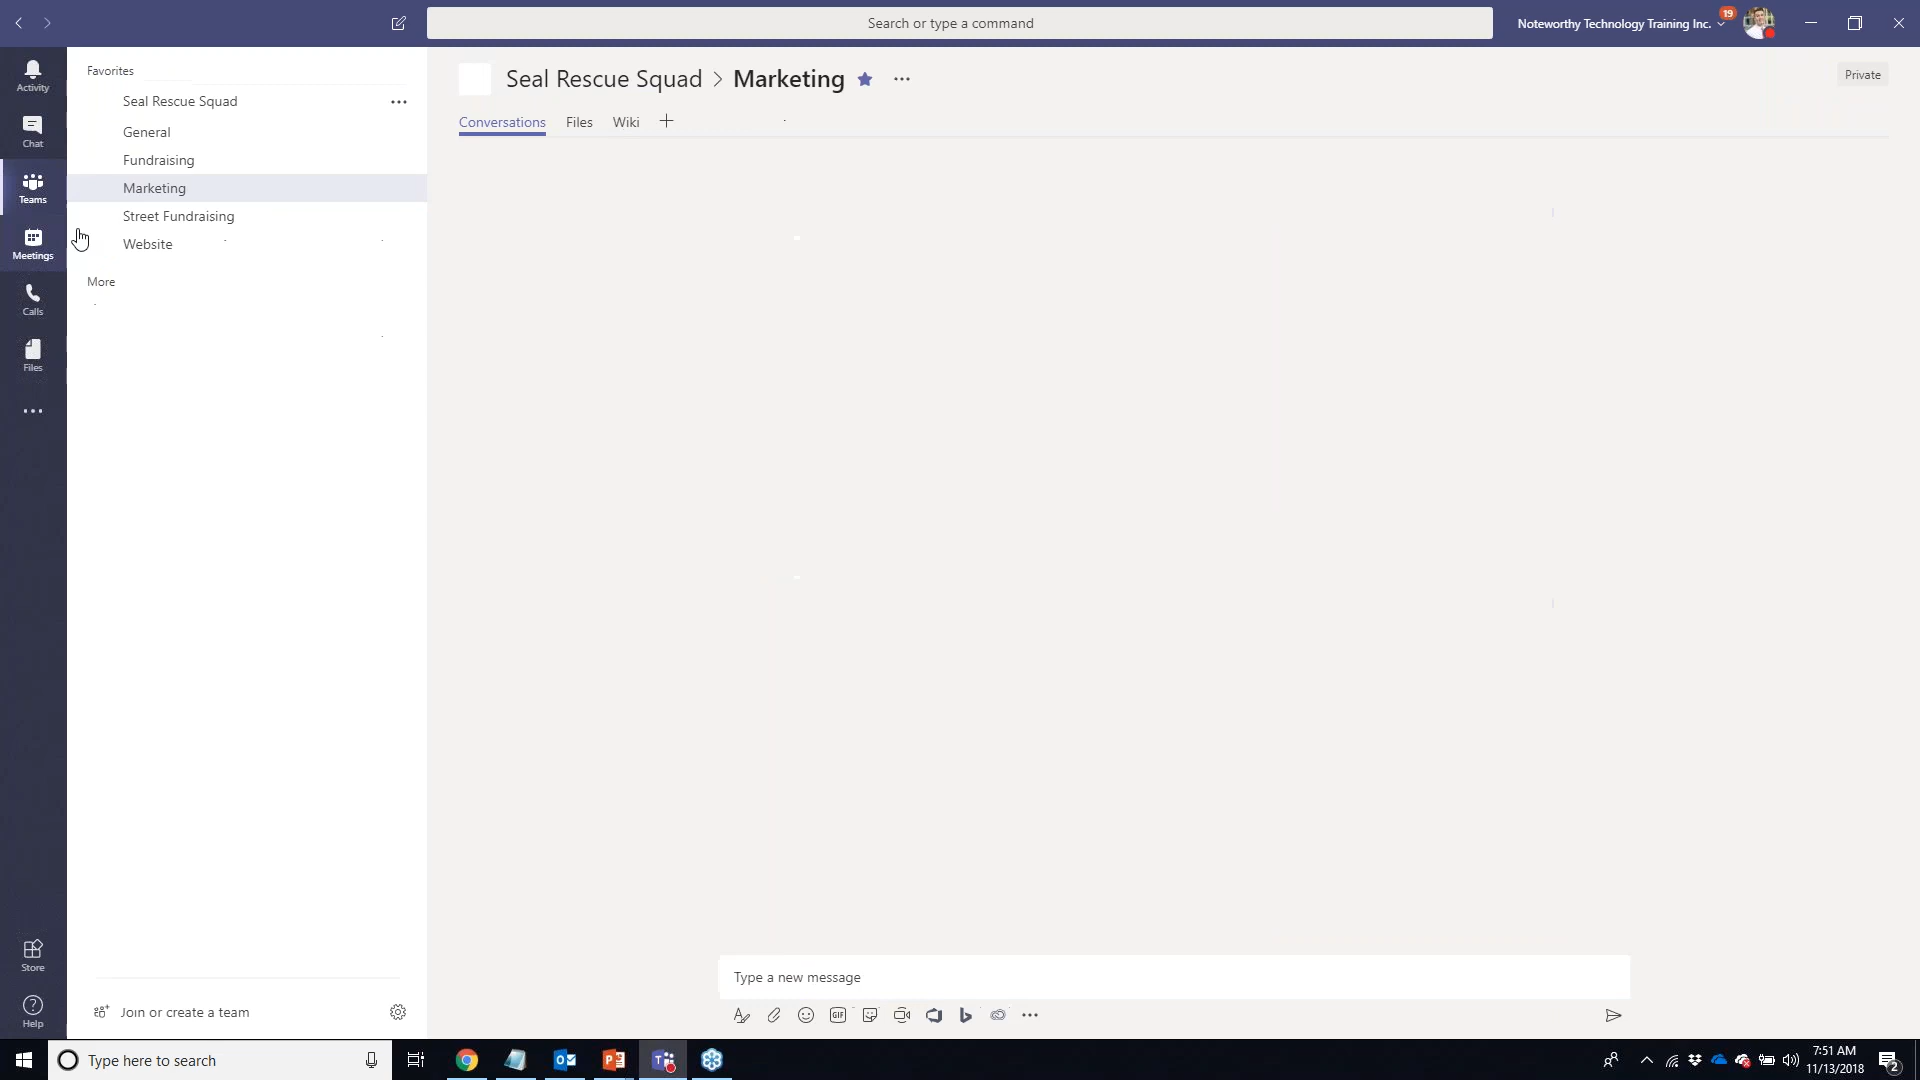 Search or type a command
Noteworthy Technology Training Inc.
19
Activity
Chat
Teams
Meetings
Calls
Files
Store
Help
Favorites
Seal Rescue Squad
General
Fundraising
Marketing
Street Fundraising
Website
More
Join or create a team
Seal Rescue Squad > Marketing
Private
Conversations Files Wiki
Type a new message
GIF
Type here to search
7:51 AM
11/13/2018
2